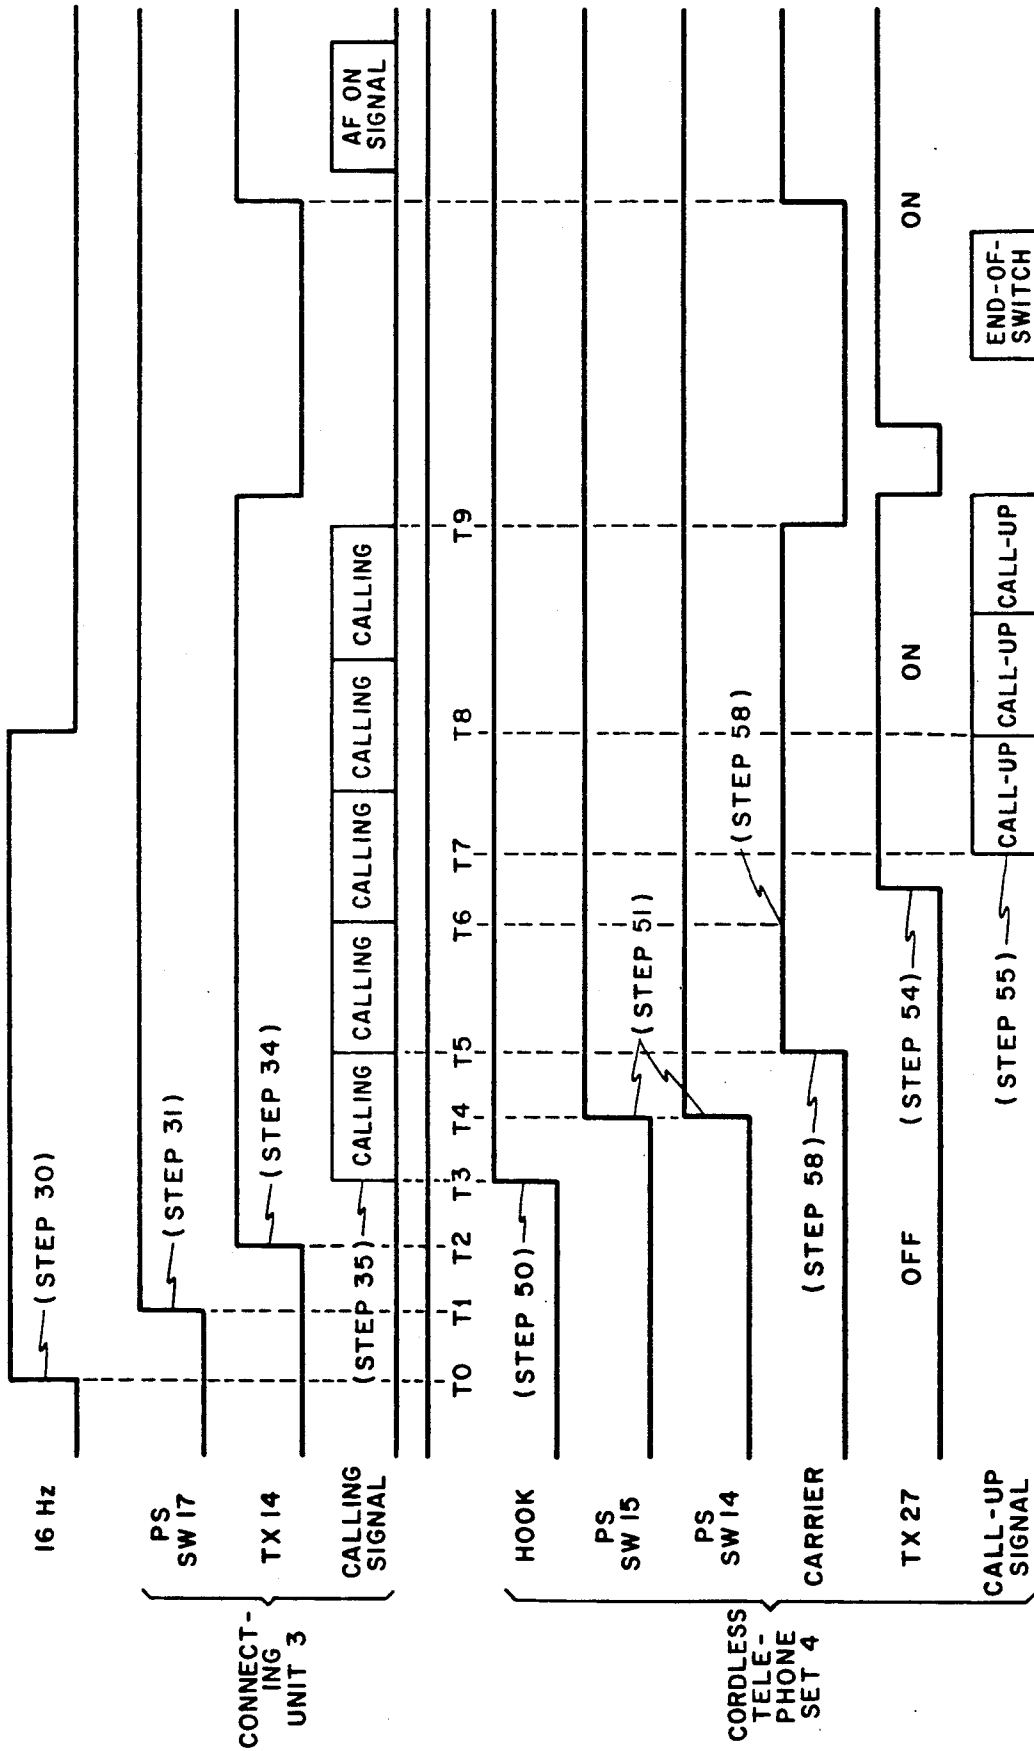 16 Hz
(STEP 30)
PS
SW 17
(STEP 31)
TX 14
(STEP 34)
CALLING
SIGNAL
(STEP 35)
CALLING
CALLING
CALLING
CALLING
CALLING
AF ON
SIGNAL
CONNECT-
ING
UNIT 3
T0
T1
T2
T3
T4
T5
T6
T7
T8
T9
HOOK
(STEP 50)
PS
SW 15
(STEP 51)
PS
SW 14
CARRIER
(STEP 58)
(STEP 58)
TX 27
OFF
(STEP 54)
ON
ON
CALL-UP
SIGNAL
(STEP 55)
CALL-UP
CALL-UP
CALL-UP
END-OF-
SWITCH
CORDLESS
TELE-
PHONE
SET 4